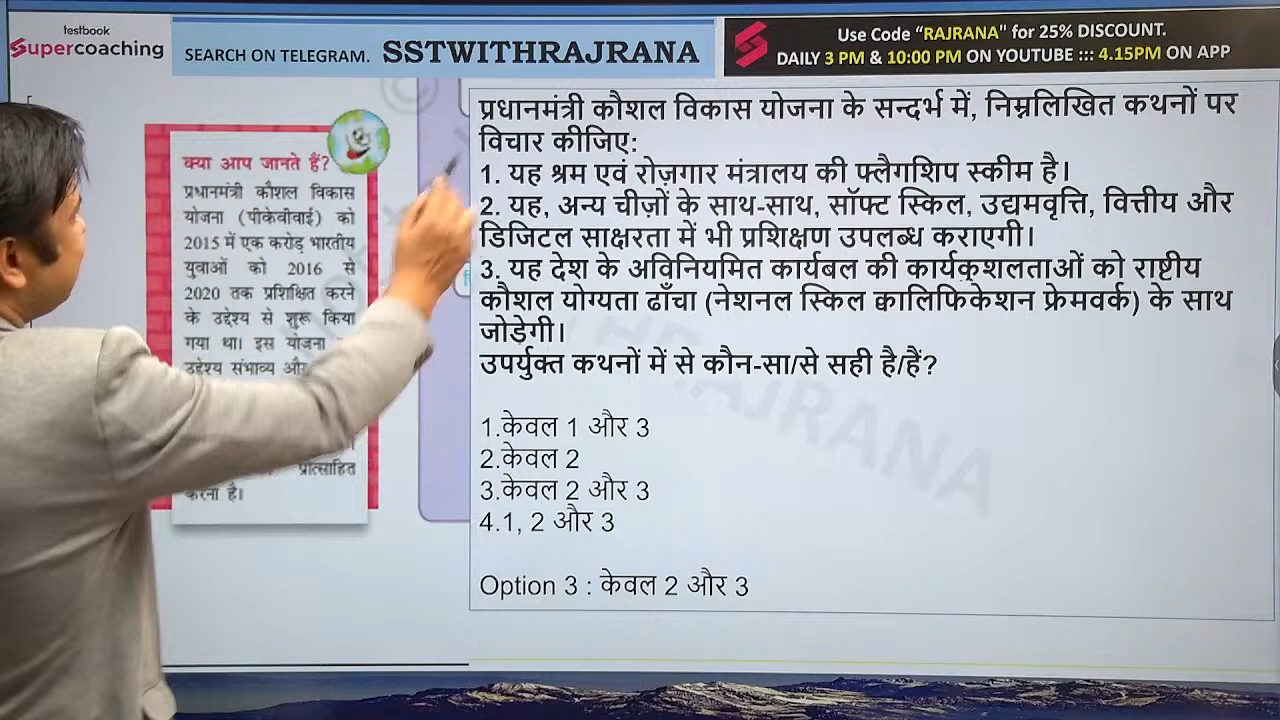 testbook
Supercoaching
SEARCH ON TELEGRAM. SSTWITHRAJRANA
Use Code “RAJRANA" for 25% DISCOUNT.
DAILY 3 PM & 10:00 PM ON YOUTUBE ::: 4.15PM ON APP
क्या आप जानते हैं?
प्रधानमंत्री कौशल विकास
योजना (पीकेवीवाई) को
2015 में एक करोड़ भारतीय
युवाओं को 2016 से
2020 तक प्रशिक्षित करने
के उद्देश्य से शुरू किया
गया था। इस योजना
उद्देश्य संभाव्य और
प्रोत्साहित
करना है।
प्रधानमंत्री कौशल विकास योजना के सन्दर्भ में, निम्नलिखित कथनों पर
विचार कीजिए:
1. यह श्रम एवं रोज़गार मंत्रालय की फ्लैगशिप स्कीम है।
2. यह, अन्य चीज़ों के साथ-साथ, सॉफ्ट स्किल, उद्यमवृत्ति, वित्तीय और
डिजिटल साक्षरता में भी प्रशिक्षण उपलब्ध कराएगी।
3. यह देश के अविनियमित कार्यबल की कार्यकुशलताओं को राष्टीय
कौशल योग्यता ढाँचा (नेशनल स्किल क्वालिफिकेशन फ्रेमवर्क) के साथ
जोड़ेगी।
उपर्युक्त कथनों में से कौन-सा/से सही है/हैं?
1.केवल 1 और 3
2.केवल 2
3.केवल 2 और 3
4.1, 2 और 3
Option 3 : केवल 2 और 3